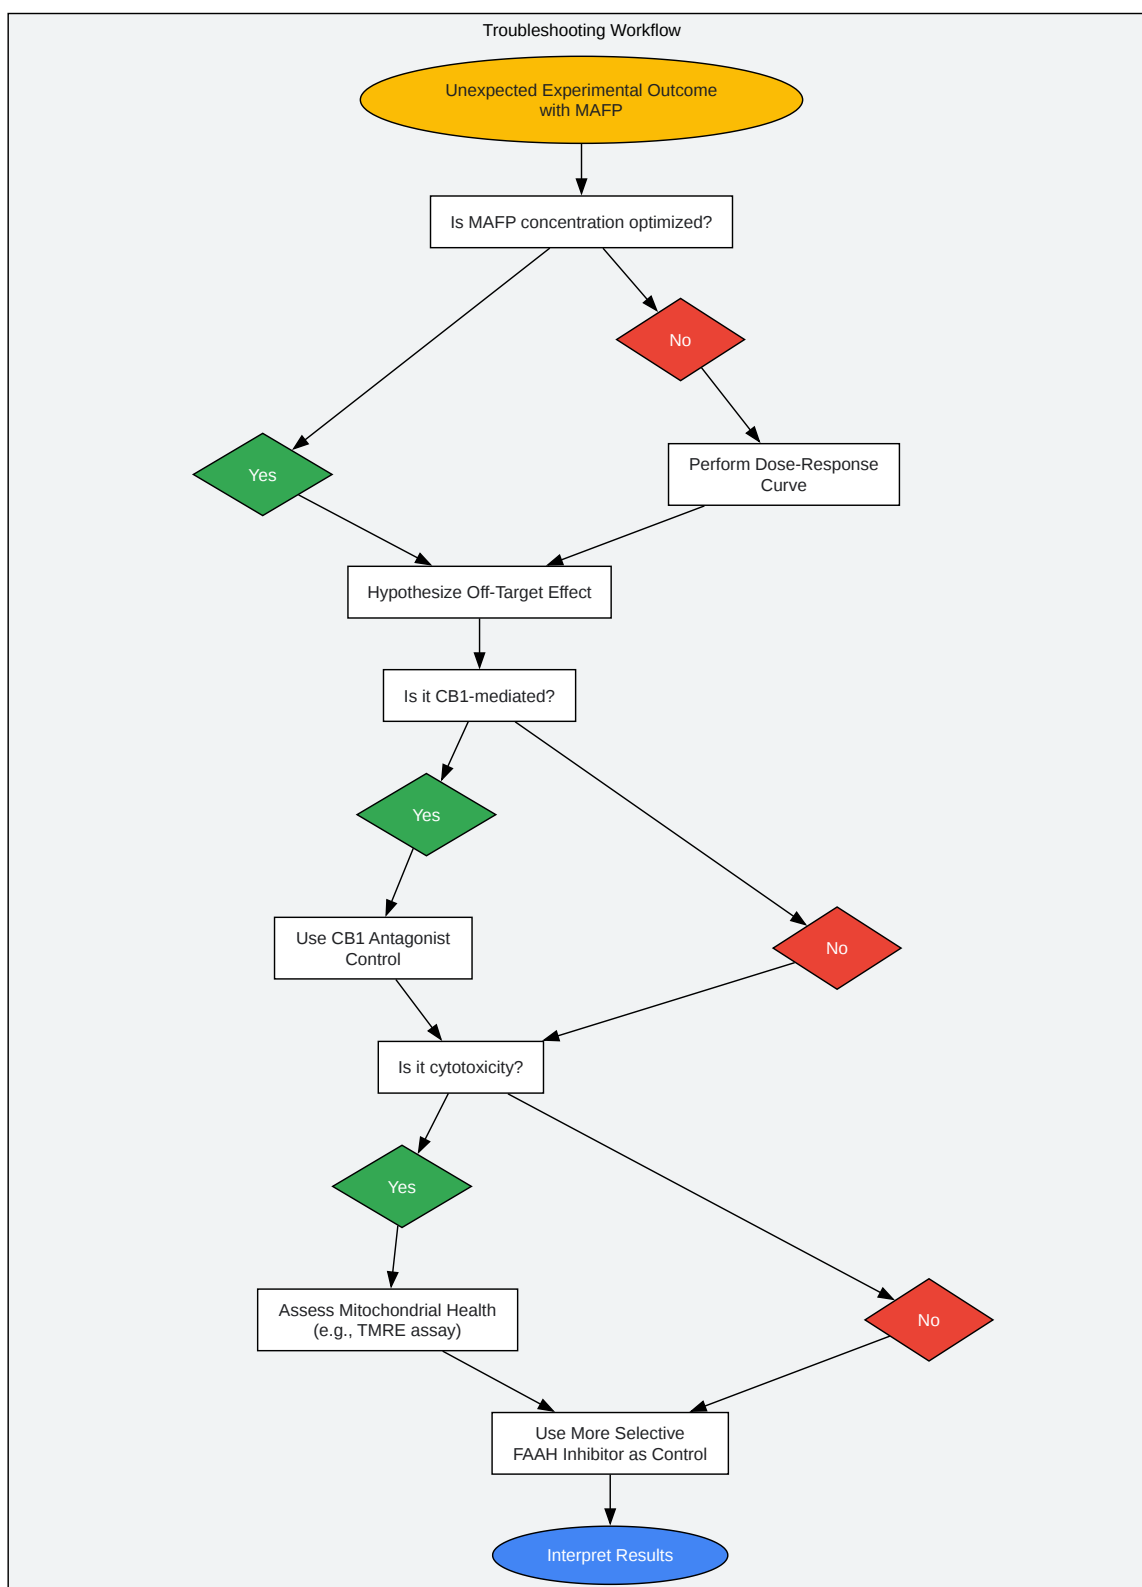 Troubleshooting Workflow
Unexpected Experimental Outcome
with MAFP
Is MAFP concentration optimized?
No
Yes
Perform Dose-Response
Curve
Hypothesize Off-Target Effect
Is it CB1-mediated?
Yes
Use CB1 Antagonist
Control
No
Is it cytotoxicity?
Yes
Assess Mitochondrial Health
(e.g., TMRE assay)
No
Use More Selective
FAAH Inhibitor as Control
Interpret Results